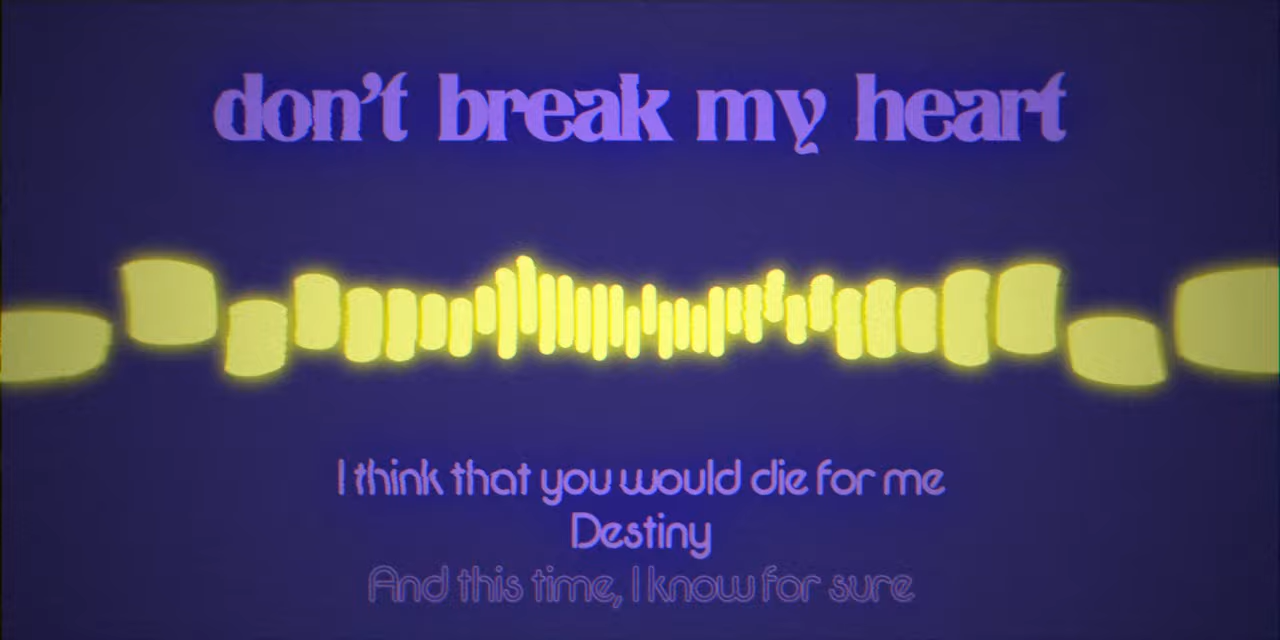 don't break my heart
I think that you would die for me
Destiny
And this time, I know for sure